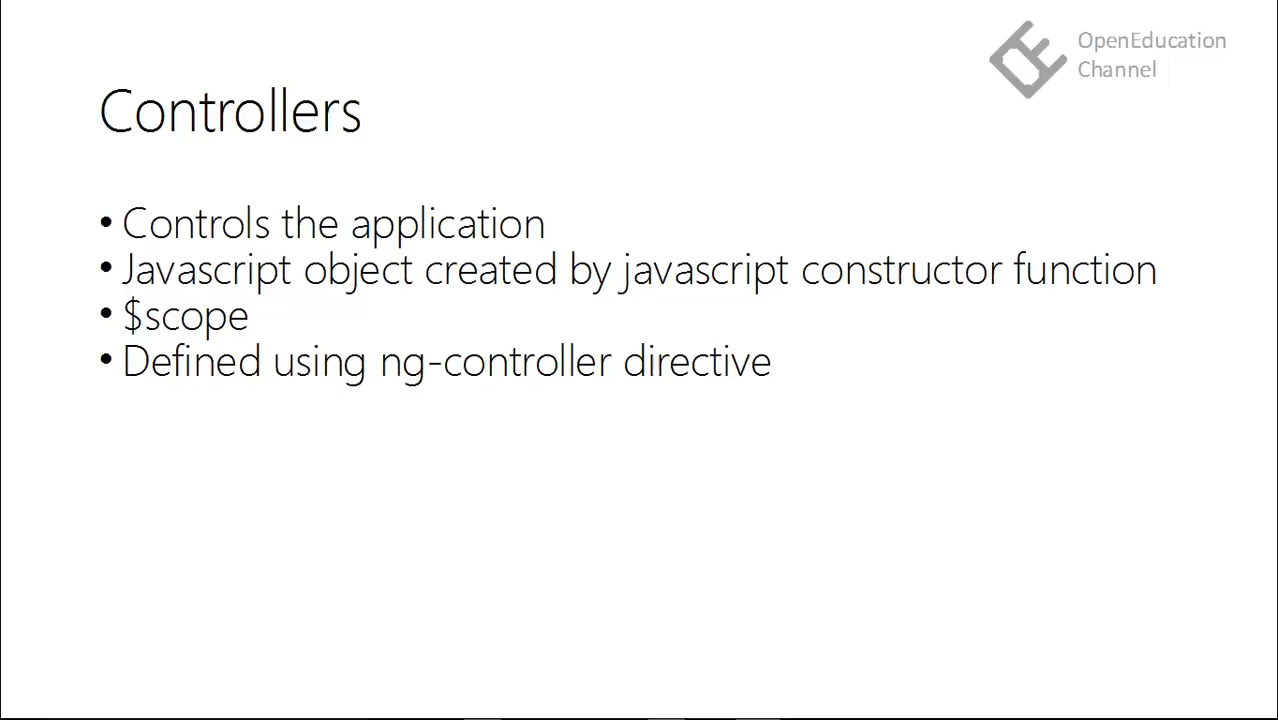 OpenEducation
Channel
Controllers
• Controls the application
• Javascript object created by javascript constructor function
• $scope
• Defined using ng-controller directive